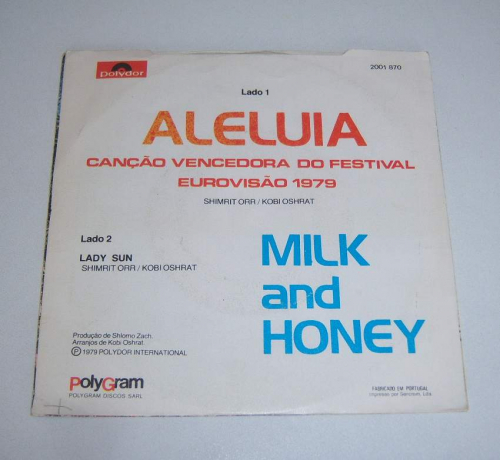 polydor
2001 670
Lado 1
ALELUIA
CANÇÃO VENCEDORA DO FESTIVAL
EUROVISÃO 1979
SHIMRIT ORR / KOBI OSHRAT
Lado 2
LADY SUN
SHIMRIT ORR / KOBI OSHRAT
MILK
and
HONEY
Produção de Shlomo Zach.
Arranjos de Kobi Oshrat
Ⓟ 1979 POLYDOR INTERNATIONAL
PolyGram
POLYGRAM DISCOS SARL
FABRICADO EM PORTUGAL